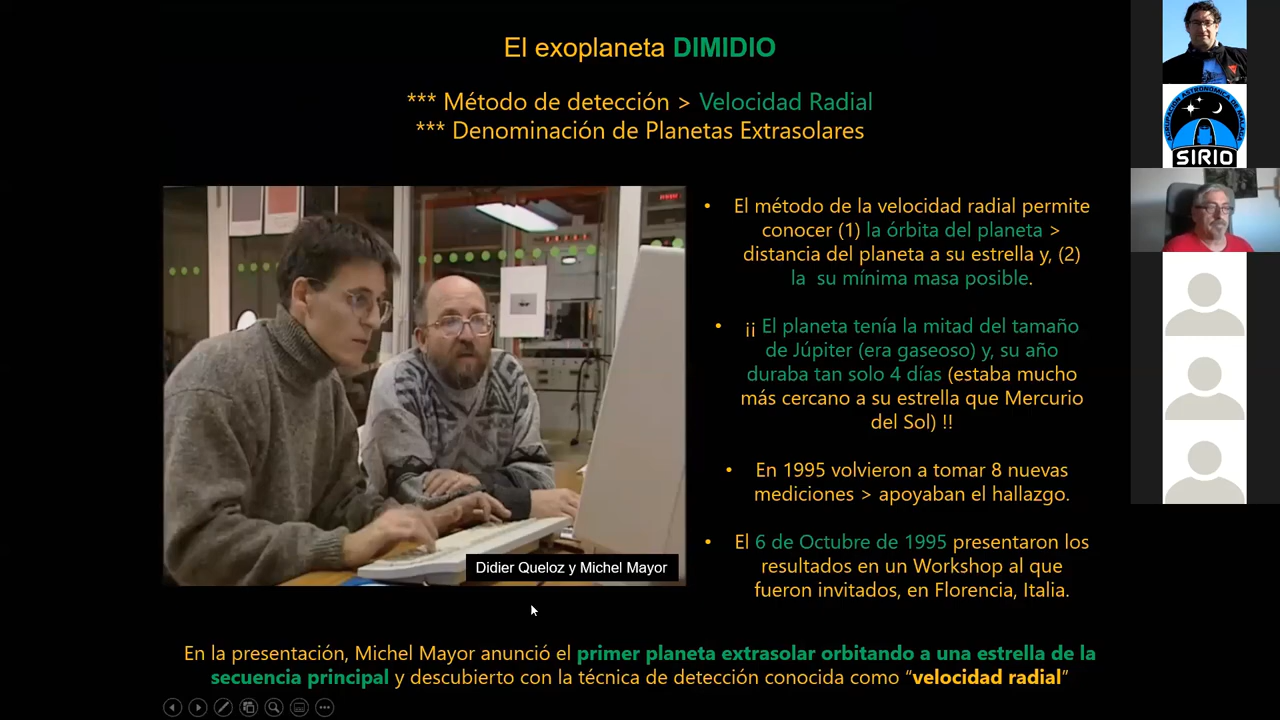 El exoplaneta DIMIDIO
*** Método de detección > Velocidad Radial
*** Denominación de Planetas Extrasolares
• El método de la velocidad radial permite
conocer (1) la órbita del planeta >
distancia del planeta a su estrella y, (2)
la su mínima masa posible.
• ¡¡ El planeta tenía la mitad del tamaño
de Júpiter (era gaseoso) y, su año
duraba tan solo 4 días (estaba mucho
más cercano a su estrella que Mercurio
del Sol) !!
• En 1995 volvieron a tomar 8 nuevas
mediciones > apoyaban el hallazgo.
• El 6 de Octubre de 1995 presentaron los
resultados en un Workshop al que
fueron invitados, en Florencia, Italia.
Didier Queloz y Michel Mayor
En la presentación, Michel Mayor anunció el primer planeta extrasolar orbitando a una estrella de la
secuencia principal y descubierto con la técnica de detección conocida como “velocidad radial”
AGRUPACIÓN ASTRONÓMICA DE MÁLAGA
SIRIO